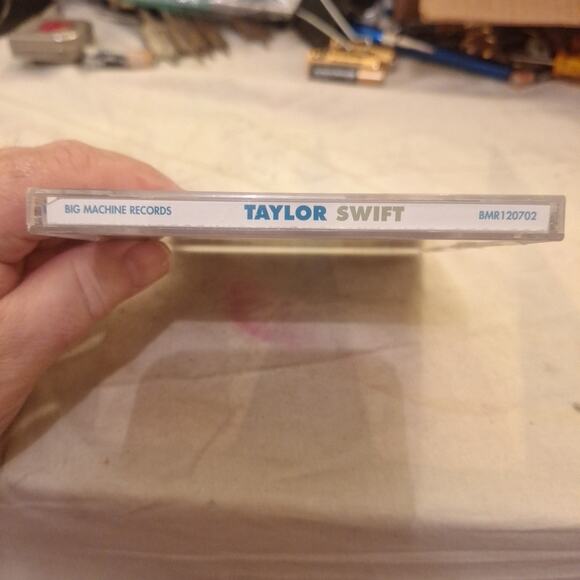 BIG MACHINE RECORDS TAYLOR SWIFT BMR120702